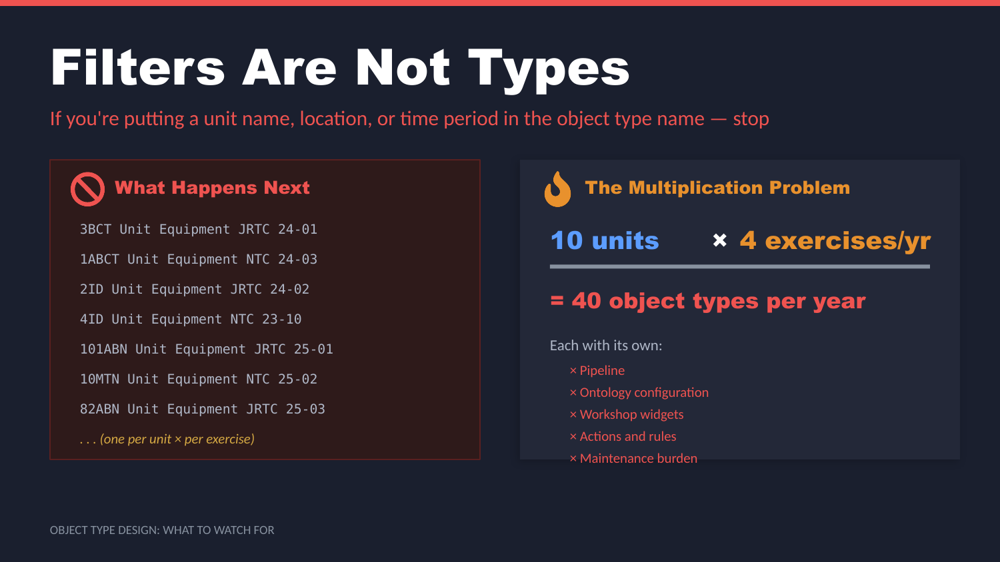 Filters Are Not Types
If you're putting a unit name, location, or time period in the object type name — stop
What Happens Next
3BCT Unit Equipment JRTC 24-01
1ABCT Unit Equipment NTC 24-03
2ID Unit Equipment JRTC 24-02
4ID Unit Equipment NTC 23-10
101ABN Unit Equipment JRTC 25-01
10MTN Unit Equipment NTC 25-02
82ABN Unit Equipment JRTC 25-03
. . . (one per unit × per exercise)
The Multiplication Problem
10 units × 4 exercises/yr
= 40 object types per year
Each with its own:
× Pipeline
× Ontology configuration
× Workshop widgets
× Actions and rules
× Maintenance burden
OBJECT TYPE DESIGN: WHAT TO WATCH FOR